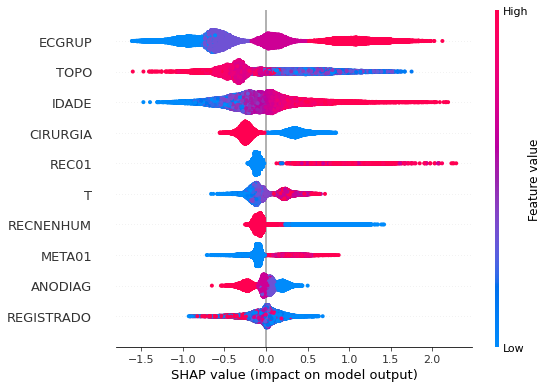 High
ECGRUP
TOPO
IDADE
CIRURGIA
REC01
T
RECNENHUM
META01
ANODIAG
REGISTRADO
Feature value
Low
−1.5 −1.0 −0.5 0.0 0.5 1.0 1.5 2.0
SHAP value (impact on model output)